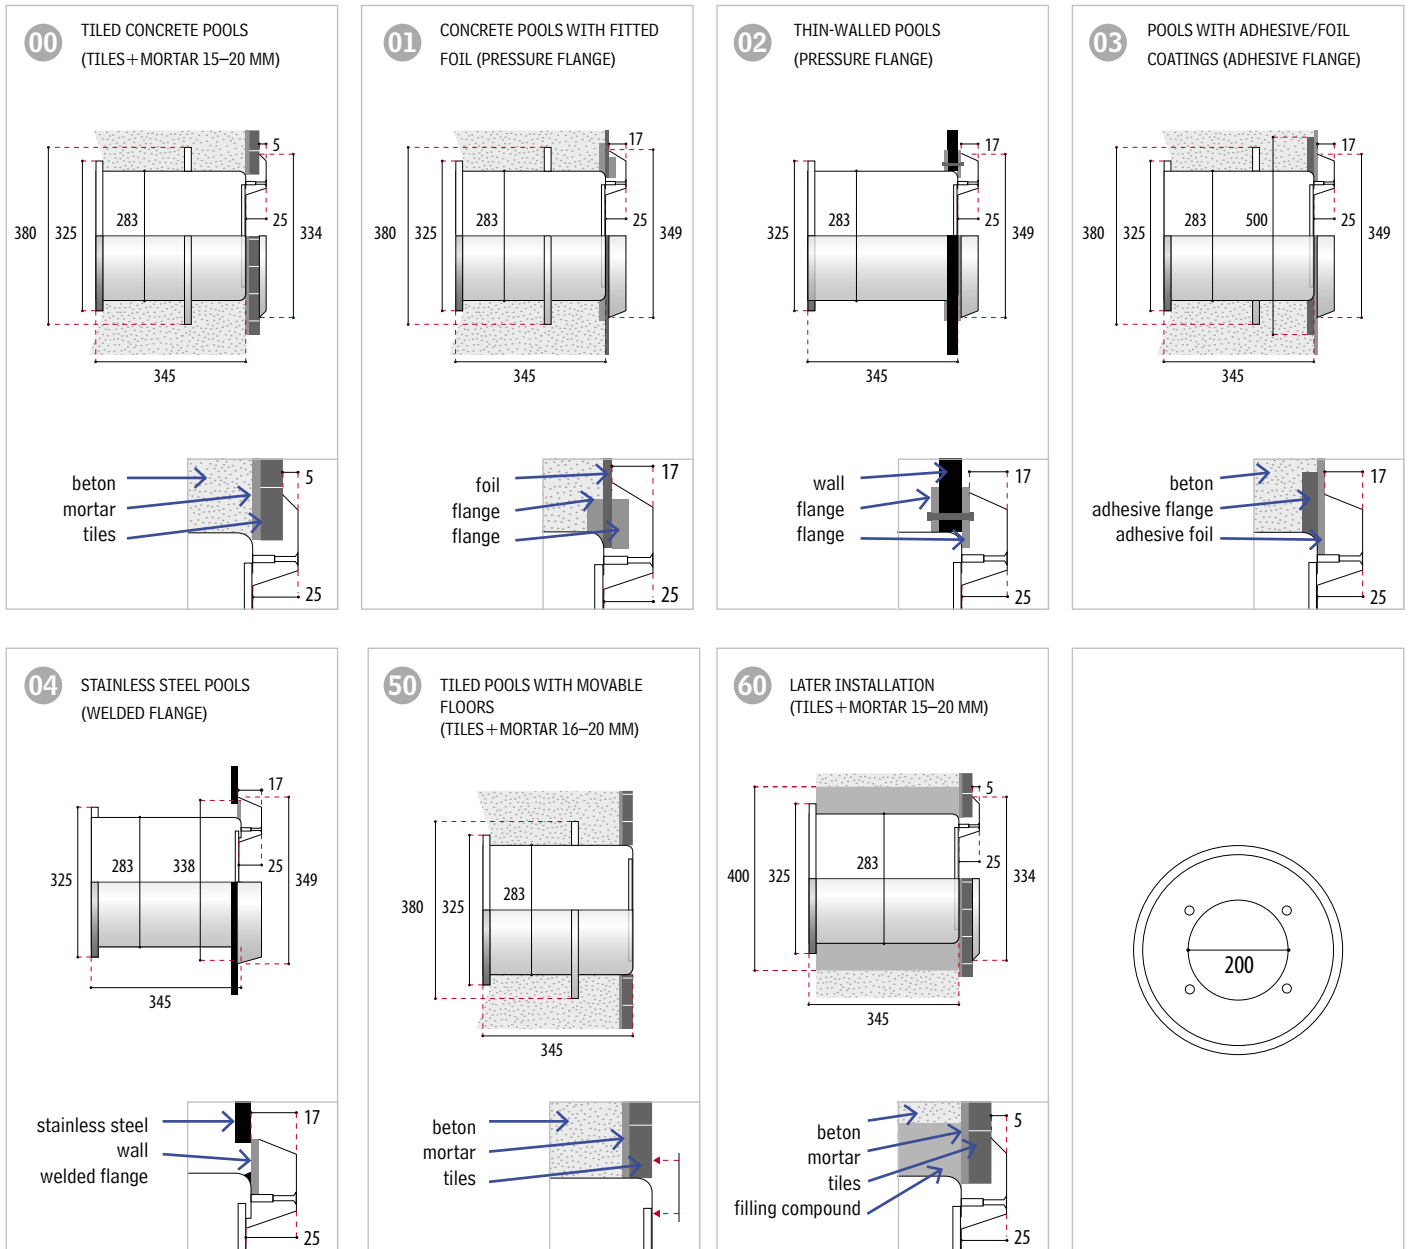 00
TILED CONCRETE POOLS
(TILES+MORTAR 15–20 MM)
5
380
325
283
25
334
345
beton
mortar
tiles
5
25
01
CONCRETE POOLS WITH FITTED
FOIL (PRESSURE FLANGE)
17
380
325
283
25
349
345
foil
flange
flange
17
25
02
THIN-WALLED POOLS
(PRESSURE FLANGE)
17
325
283
25
349
345
wall
flange
flange
17
25
03
POOLS WITH ADHESIVE/FOIL
COATINGS (ADHESIVE FLANGE)
17
380
325
283
500
25
349
345
beton
adhesive flange
adhesive foil
17
25
04
STAINLESS STEEL POOLS
(WELDED FLANGE)
17
325
283
338
25
349
345
stainless steel
wall
welded flange
17
25
50
TILED POOLS WITH MOVABLE
FLOORS
(TILES+MORTAR 16–20 MM)
380
325
283
345
beton
mortar
tiles
60
LATER INSTALLATION
(TILES+MORTAR 15–20 MM)
5
400
325
283
25
334
345
beton
mortar
tiles
filling compound
5
25
200